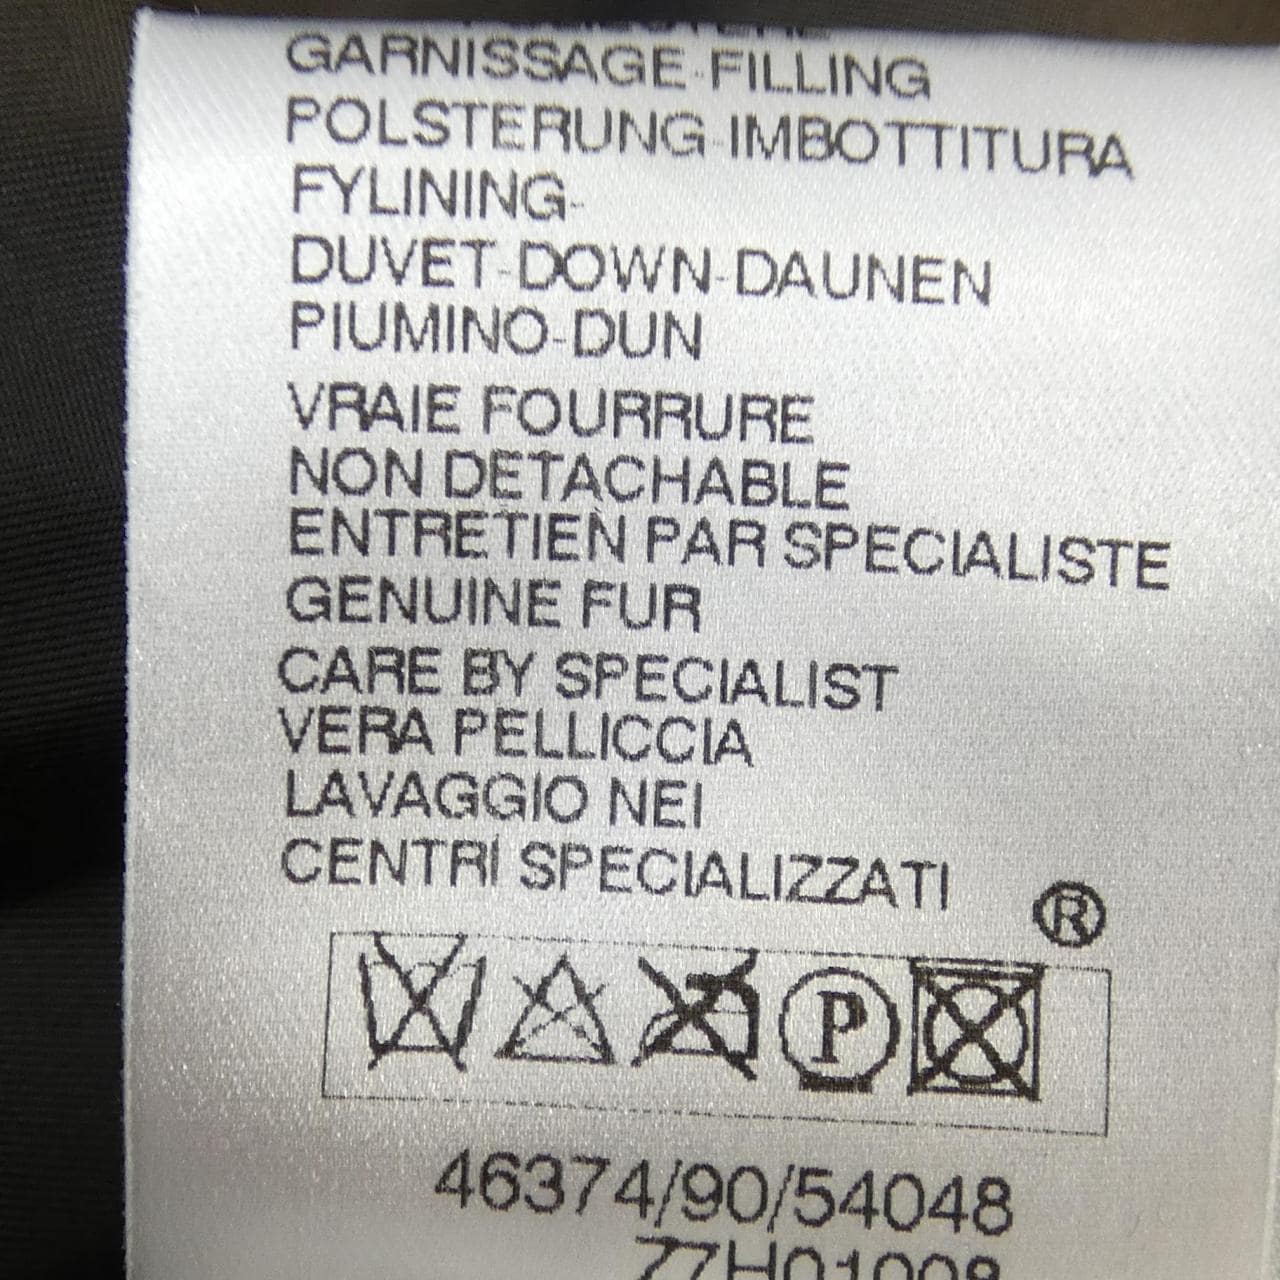 GARNISSAGE-FILLING
POLSTERUNG-IMBOTTITURA
FYLINING-
DUVET-DOWN-DAUNEN
PIUMINO-DUN
VRAIE FOURRURE
NON DETACHABLE
ENTRETIEN PAR SPECIALISTE
GENUINE FUR
CARE BY SPECIALIST
VERA PELLICCIA
LAVAGGIO NEI
CENTRI SPECIALIZZATI
®
P
46374/90/54048